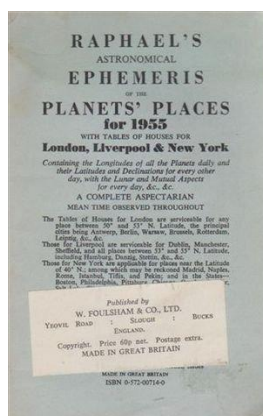 RAPHAEL'S
ASTRONOMICAL
EPHEMERIS
OF THE
PLANETS' PLACES
for 1955
WITH TABLES OF HOUSES FOR
London, Liverpool & New York
Containing the Longitudes of all the Planets daily and
their Latitudes and Declinations for every other
day, with the Lunar and Mutual Aspects
for every day, &c., &c.
A COMPLETE ASPECTARIAN
MEAN TIME OBSERVED THROUGHOUT
The Tables of Houses for London are serviceable for any
place between 50° and 53° N. Latitude, the principal
cities being Antwerp, Berlin, Warsaw, Brussels, Rotterdam,
Leipzig, &c., &c.
Those for Liverpool are serviceable for Dublin, Manchester,
Sheffield, and all places between 53° and 55° N. Latitude,
including Hamburg, Danzig, Stettin, &c., &c.
Those for New York are applicable for places near the Latitude
of 40° N.; among which may be reckoned Madrid, Naples,
Rome, Istanbul, Tiflis, and Pekin; and in the States—
Boston, Philadelphia, Pittsburg,
Published by
W. FOULSHAM & CO., LTD.
YEOVIL ROAD : SLOUGH : BUCKS
ENGLAND.
Copyright. Price 60p net. Postage extra.
MADE IN GREAT BRITAIN
MADE IN GREAT BRITAIN
ISBN 0-572-00714-0